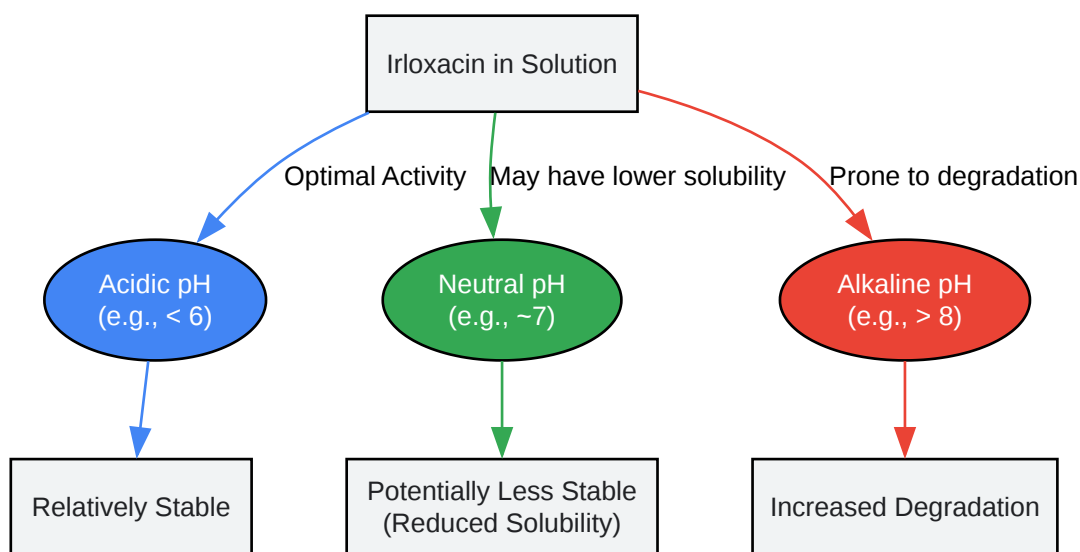 Irloxacin in Solution
Optimal Activity
May have lower solubility
Prone to degradation
Acidic pH
(e.g., < 6)
Neutral pH
(e.g., ~7)
Alkaline pH
(e.g., > 8)
Relatively Stable
Potentially Less Stable
(Reduced Solubility)
Increased Degradation